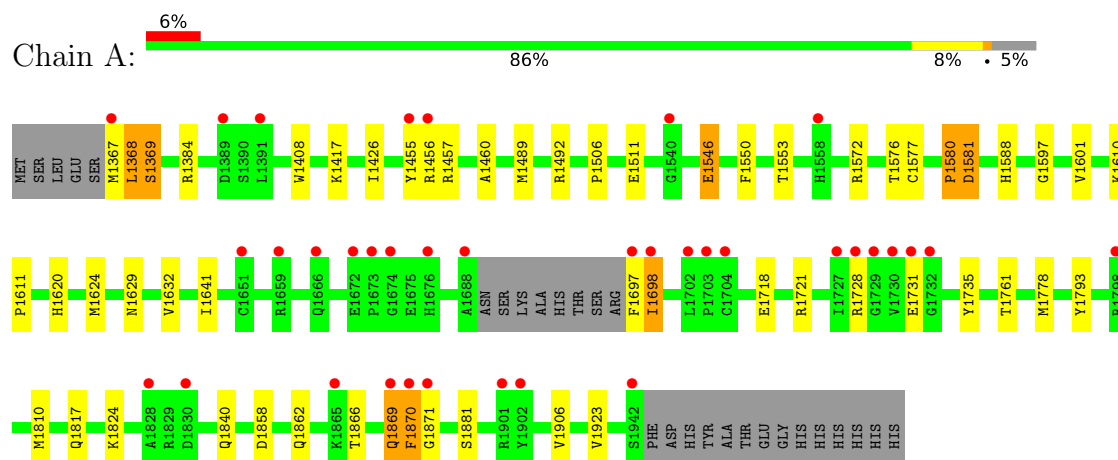 6%
Chain A:
86% 8% • 5%
MET SER LEU GLU SER M1367 L1368 S1369 R1384 D1389 S1390 L1391 W1408 K1417 I1426 Y1455 R1456 R1457 A1460 M1489 R1492 P1506 E1511 G1540 E1546 F1550 T1553 H1558 R1572 T1576 C1577 P1580 D1581 H1588 G1597 V1601 K1610
P1611 H1620 M1624 N1629 V1632 I1641 C1651 R1659 Q1666 E1672 P1673 G1674 E1675 H1676 A1688 ASN SER LYS ALA HIS THR SER ARG F1697 I1698 L1702 P1703 C1704 E1718 R1721 I1727 R1728 G1729 V1730 E1731 G1732 Y1735 T1761 M1778 Y1793
M1810 Q1817 K1824 A1828 R1829 D1830 Q1840 D1858 Q1862 K1865 T1866 Q1869 F1870 G1871 S1881 R1901 Y1902 V1906 V1923 S1942 PHE ASP HIS TYR ALA THR GLU GLY HIS HIS HIS HIS HIS HIS